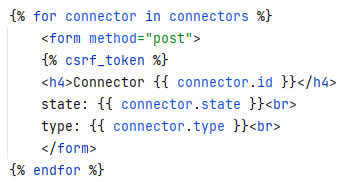 {% for connector in connectors %}
<form method="post">
{% csrf_token %}
<h4>Connector {{ connector.id }}</h4>
state: {{ connector.state }}<br>
type: {{ connector.type }}<br>
</form>
{% endfor %}